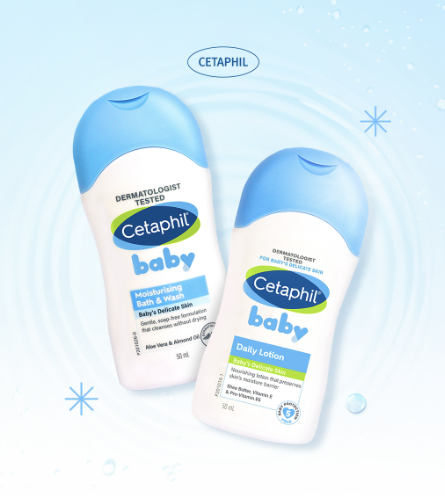 CETAPHIL
DERMATOLOGIST
TESTED
Cetaphil
baby
Moisturising
Bath & Wash
Baby's Delicate Skin
Gentle, soap-free formulation
that cleanses without drying
Aloe Vera & Almond Oil
50 mL
DERMATOLOGIST
TESTED
FOR BABY'S DELICATE SKIN
Cetaphil
baby
Daily Lotion
Baby's Delicate Skin
Nourishing lotion that preserves
skin's moisture barrier
Shea Butter, Vitamin E
& Pro-Vitamin B5
50 mL